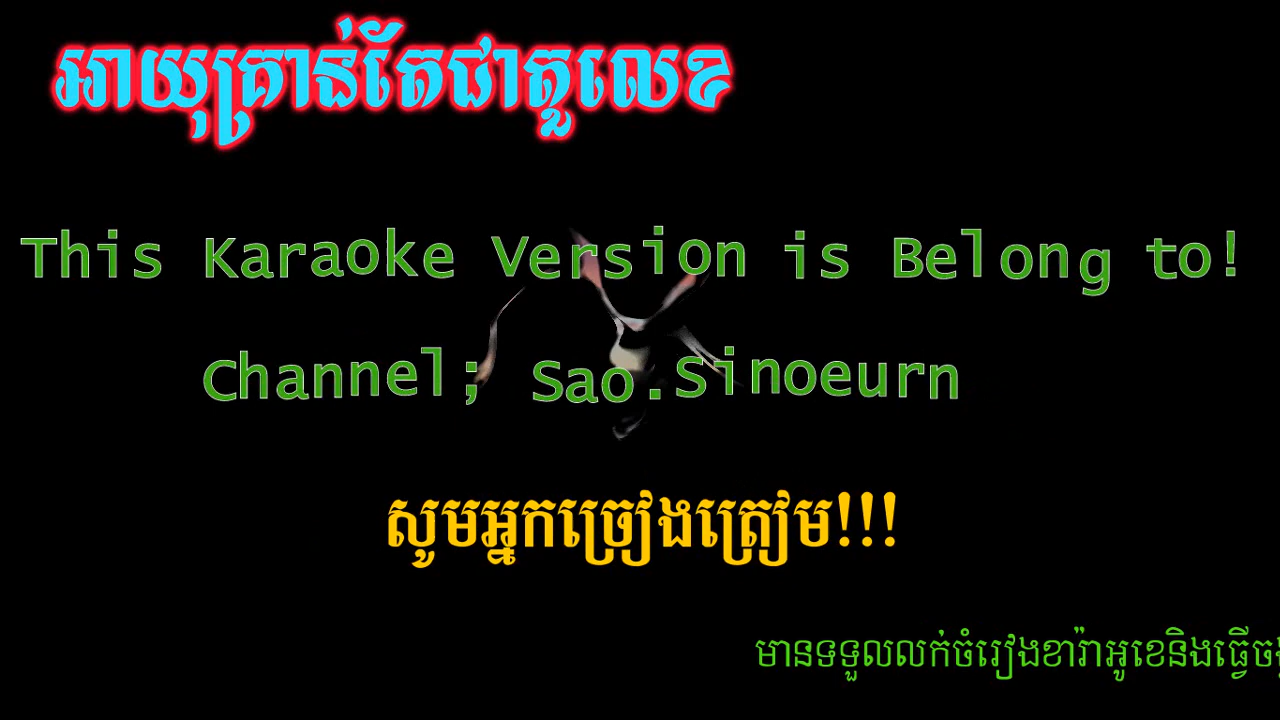 អាយុគ្រាន់តែជាតួលេខ
This Karaoke Version is Belong to!
Channel; Sao.Sinoeurn
សូមអ្នកច្រៀងត្រៀម!!!
មានទទួលលក់ចំរៀងខារ៉ាអូខេនិងធ្វើ